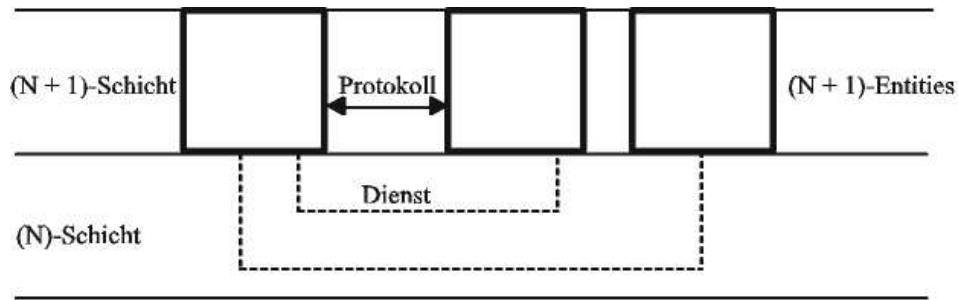 (N + 1)-Schicht
Protokoll
(N + 1)-Entities
Dienst
(N)-Schicht